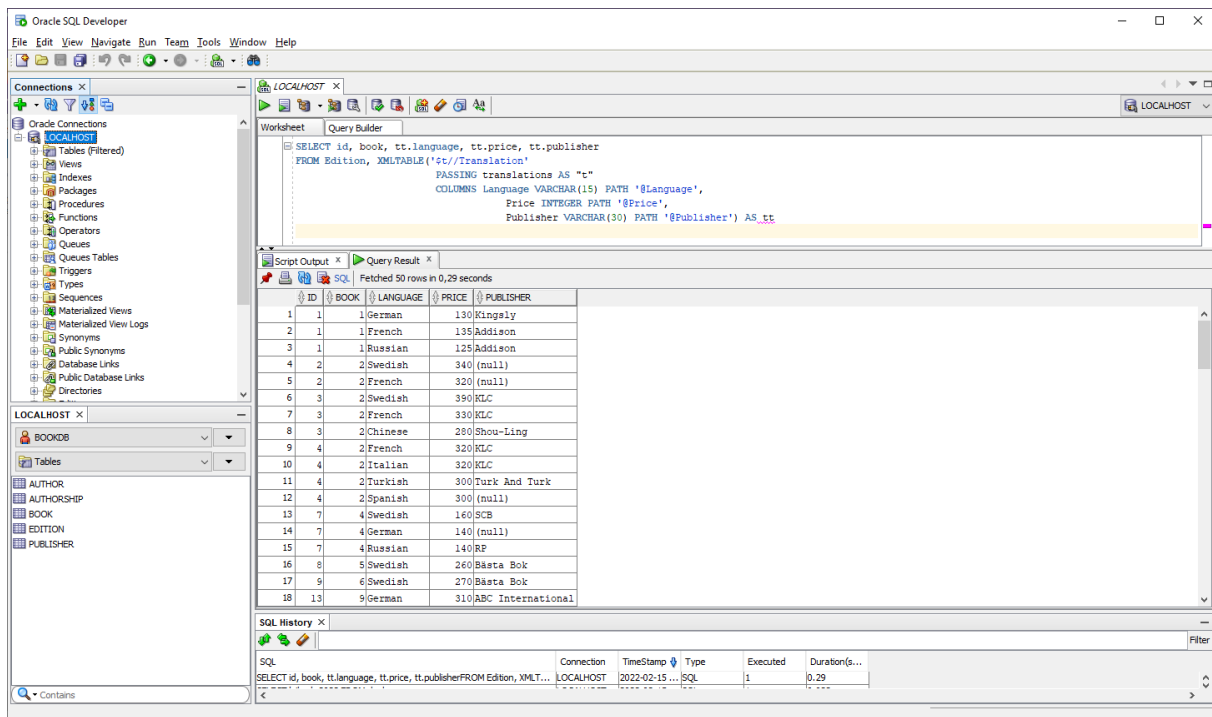 Oracle SQL Developer
File Edit View Navigate Run Team Tools Window Help
Connections
Oracle Connections
LOCALHOST
Tables (Filtered)
Views
Indexes
Packages
Procedures
Functions
Operators
Queues
Queues Tables
Triggers
Types
Sequences
Materialized Views
Materialized View Logs
Synonyms
Public Synonyms
Database Links
Public Database Links
Directories
LOCALHOST
BOOKDB
Tables
AUTHOR
AUTHORSHIP
BOOK
EDITION
PUBLISHER
Contains
LOCALHOST
LOCALHOST
Worksheet Query Builder
SELECT id, book, tt.language, tt.price, tt.publisher
FROM Edition, XMLTABLE('$t//Translation'
PASSING translations AS "t"
COLUMNS Language VARCHAR(15) PATH '@Language',
Price INTEGER PATH '@Price',
Publisher VARCHAR(30) PATH '@Publisher') AS tt
Script Output Query Result
SQL Fetched 50 rows in 0,29 seconds
ID BOOK LANGUAGE PRICE PUBLISHER
1 1 1 German 130 Kingsly
2 1 1 French 135 Addison
3 1 1 Russian 125 Addison
4 2 2 Swedish 340 (null)
5 2 2 French 320 (null)
6 3 2 Swedish 390 KLC
7 3 2 French 330 KLC
8 3 2 Chinese 280 Shou-Ling
9 4 2 French 320 KLC
10 4 2 Italian 320 KLC
11 4 2 Turkish 300 Turk And Turk
12 4 2 Spanish 300 (null)
13 7 4 Swedish 160 SCB
14 7 4 German 140 (null)
15 7 4 Russian 140 RP
16 8 5 Swedish 260 Bästa Bok
17 9 6 Swedish 270 Bästa Bok
18 13 9 German 310 ABC International
SQL History
Filter
SQL Connection TimeStamp Type Executed Duration(s...
SELECT id, book, tt.language, tt.price, tt.publisherFROM Edition, XMLT... LOCALHOST 2022-02-15 ... SQL 1 0.29